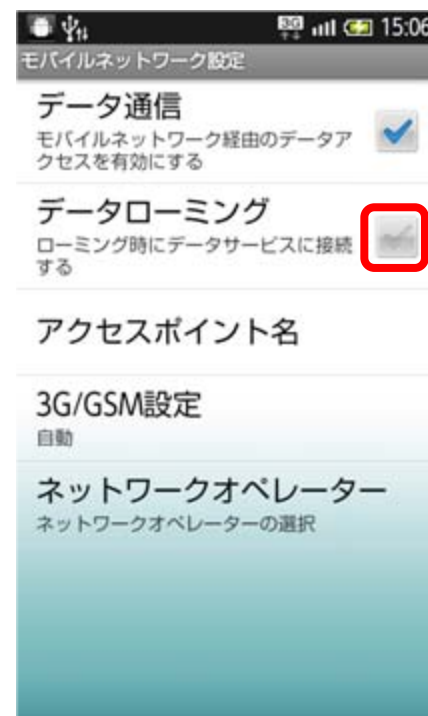 3G 15:06
モバイルネットワーク設定
データ通信
モバイルネットワーク経由のデータア
クセスを有効にする
データローミング
ローミング時にデータサービスに接続
する
アクセスポイント名
3G/GSM設定
自動
ネットワークオペレーター
ネットワークオペレーターの選択